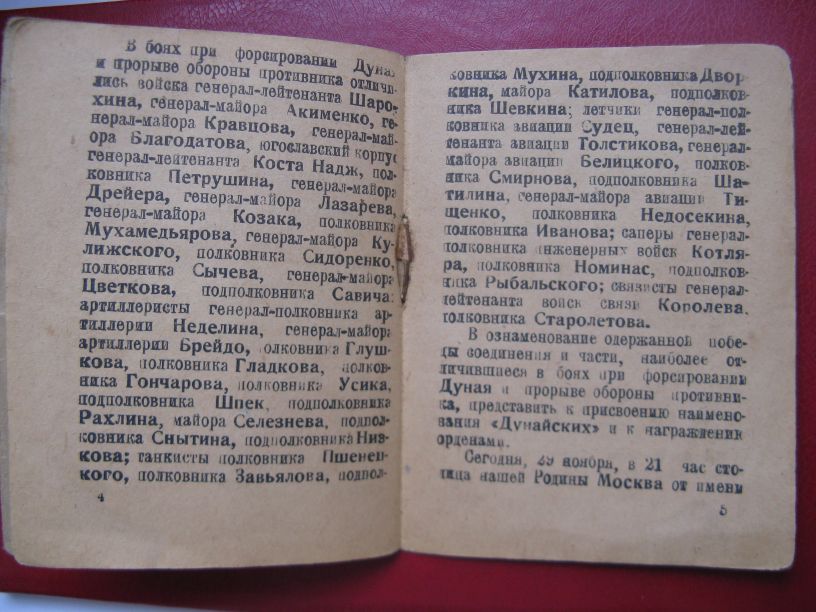 В боях при форсировании Дуная
и прорыве обороны противника отличи-
лись войска генерал-лейтенанта Шаро-
хина, генерал-майора Акименко, ге-
нерал-майора Кравцова, генерал-май-
ора Благодатова, югославский корпус
генерал-лейтенанта Коста Надж, пол-
ковника Петрушина, генерал-майора
Дрейера, генерал-майора Лазарева,
генерал-майора Козака, полковника
Мухамедьярова, генерал-майора Ку-
лижского, полковника Сидоренко,
полковника Сычева, генерал-майора
Цветкова, подполковника Савича;
артиллеристы генерал-полковника ар-
тиллерии Неделина, генерал-майора
артиллерии Брейдо, полковника Глуш-
кова, полковника Гладкова, полков-
ника Гончарова, полковника Усика,
подполковника Шпек, подполковника
Рахлина, майора Селезнева, подпол-
ковника Снытина, подполковника Низ-
кова; танкисты полковника Пшенец-
кого, полковника Завьялова, подпол-
4
ковника Мухина, подполковника Двор-
кина, майора Катилова, подполков-
ника Шевкина; летчики генерал-пол-
ковника авиации Судец, генерал-лей-
тенанта авиации Толстикова, генерал-
майора авиации Белицкого, полков-
ника Смирнова, подполковника Ша-
тилина, генерал-майора авиации Ти-
щенко, полковника Недосекина,
полковника Иванова; саперы генерал-
полковника инженерных войск Котля-
ра, полковника Номинас, подполков-
ника Рыбальского; связисты генерал-
лейтенанта войск связи Королева,
полковника Старолетова.
В ознаменование одержанной побе-
ды соединения и части, наиболее от-
личившиеся в боях при форсировании
Дуная и прорыве обороны противни-
ка, представить к присвоению наимено-
вания «Дунайских» и к награждению
орденами.
Сегодня, 29 ноября, в 21 час сто-
лица нашей Родины Москва от имени
5